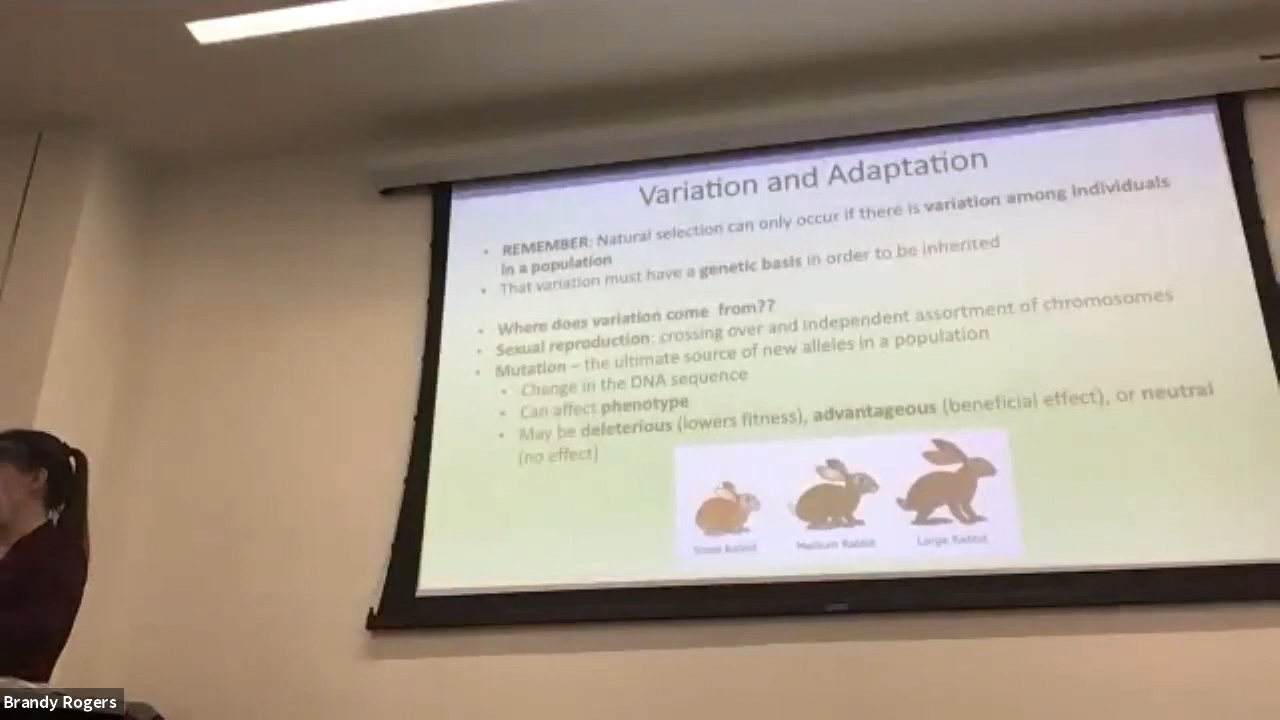 Variation and Adaptation
• REMEMBER: Natural selection can only occur if there is variation among individuals
in a population
• That variation must have a genetic basis in order to be inherited
• Where does variation come from??
• Sexual reproduction: crossing over and independent assortment of chromosomes
• Mutation – the ultimate source of new alleles in a population
• Change in the DNA sequence
• Can affect phenotype
• May be deleterious (lowers fitness), advantageous (beneficial effect), or neutral
(no effect)
Small Rabbit Medium Rabbit Large Rabbit
Brandy Rogers